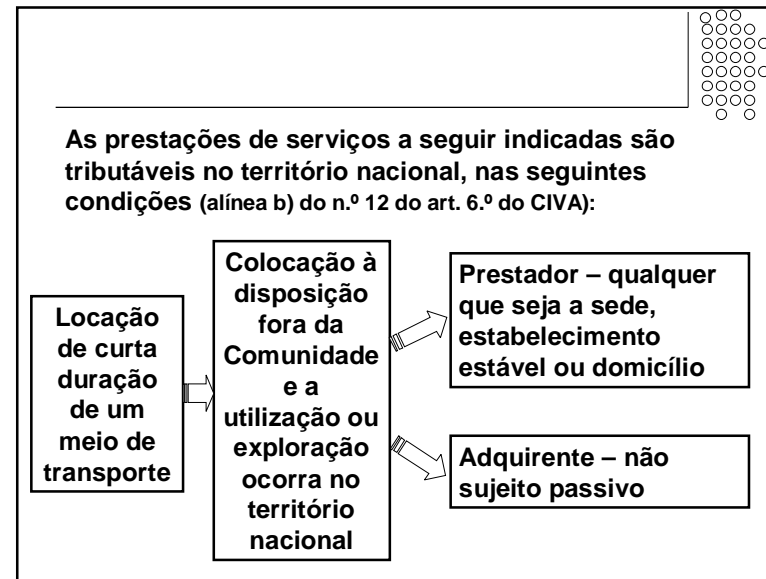 As prestações de serviços a seguir indicadas são
tributáveis no território nacional, nas seguintes
condições (alínea b) do n.º 12 do art. 6.º do CIVA):
Locação
de curta
duração
de um
meio de
transporte
Colocação à
disposição
fora da
Comunidade
e a
utilização ou
exploração
ocorra no
território
nacional
Prestador – qualquer
que seja a sede,
estabelecimento
estável ou domicílio
Adquirente – não
sujeito passivo